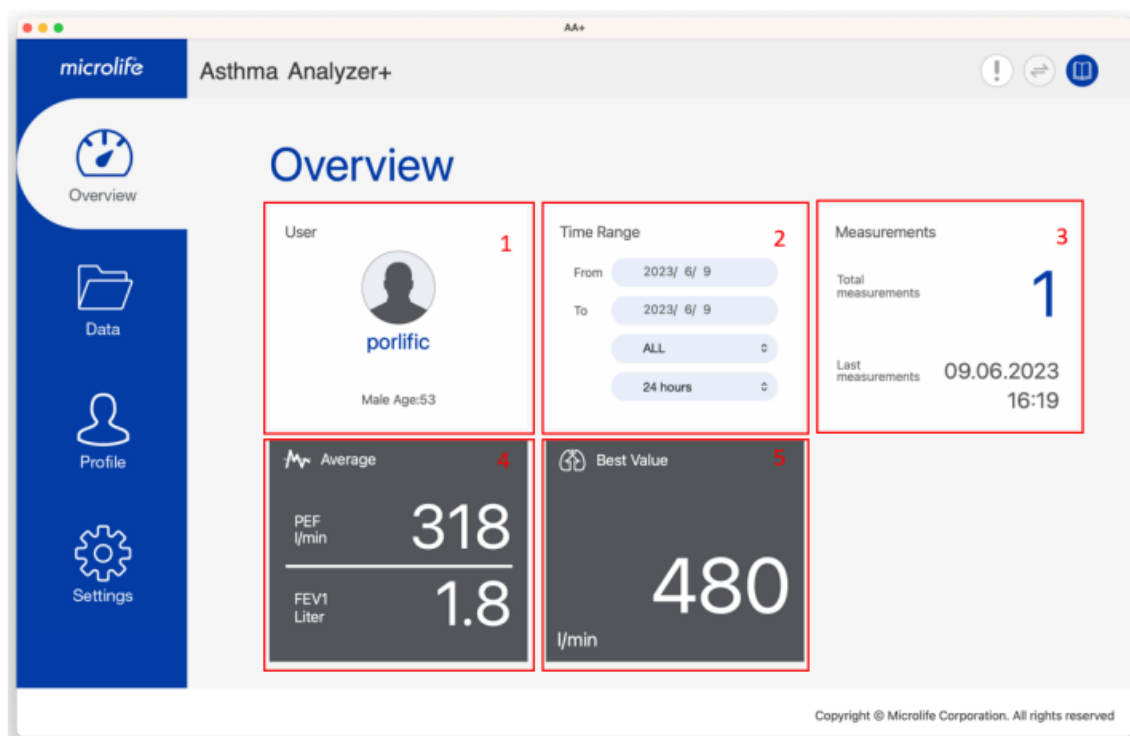 AA+
microlife
Asthma Analyzer+
Overview
Data
Profile
Settings
Overview
User
1
porlific
Male Age:53
Time Range
2
From 2023/ 6/ 9
To 2023/ 6/ 9
ALL
24 hours
Measurements
3
Total
measurements
1
Last
measurements
09.06.2023
16:19
Average
4
PEF
l/min
318
FEV1
Liter
1.8
Best Value
5
480
l/min
Copyright © Microlife Corporation. All rights reserved